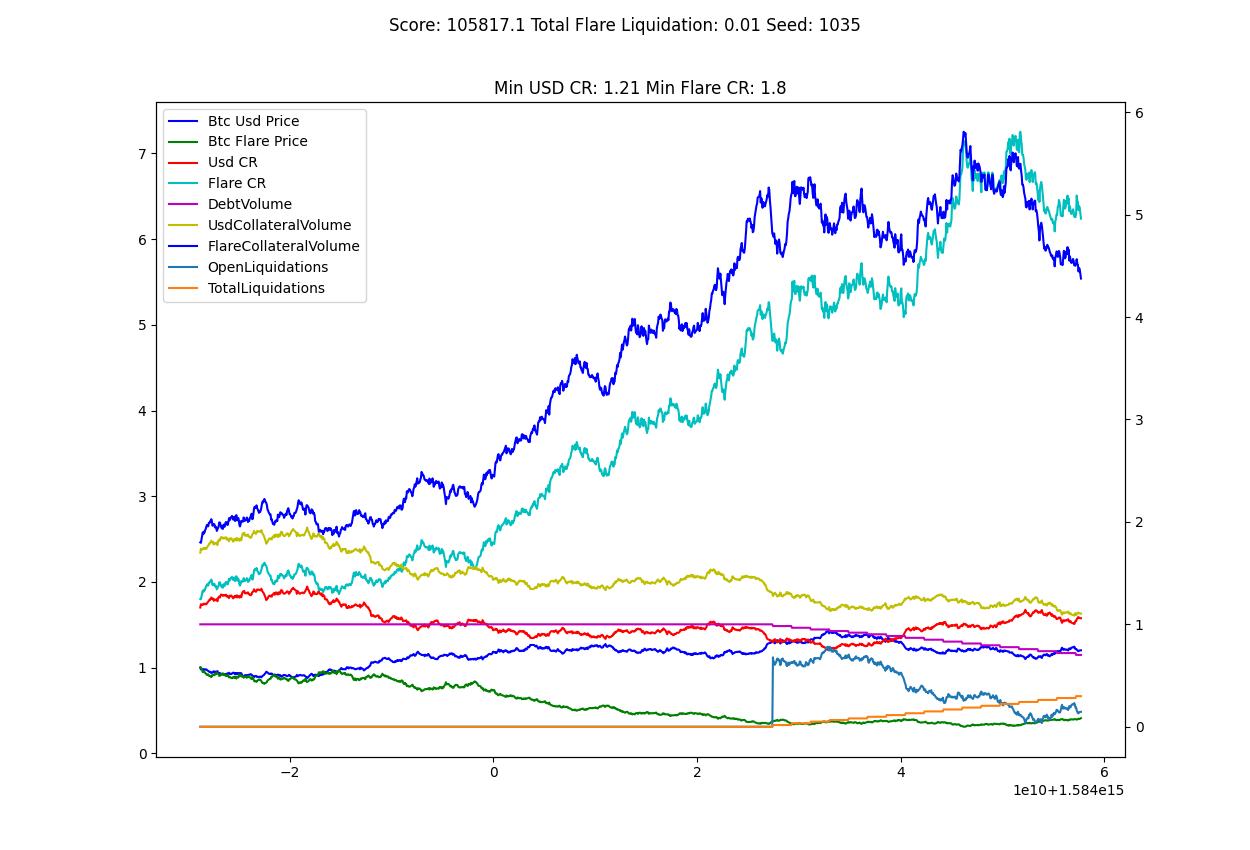 Score: 105817.1 Total Flare Liquidation: 0.01 Seed: 1035
Min USD CR: 1.21 Min Flare CR: 1.8
Btc Usd Price
Btc Flare Price
Usd CR
Flare CR
DebtVolume
UsdCollateralVolume
FlareCollateralVolume
OpenLiquidations
TotalLiquidations
7
6
5
4
3
2
1
0
6
5
4
3
2
1
0
−2 0 2 4 6
1e10+1.584e15